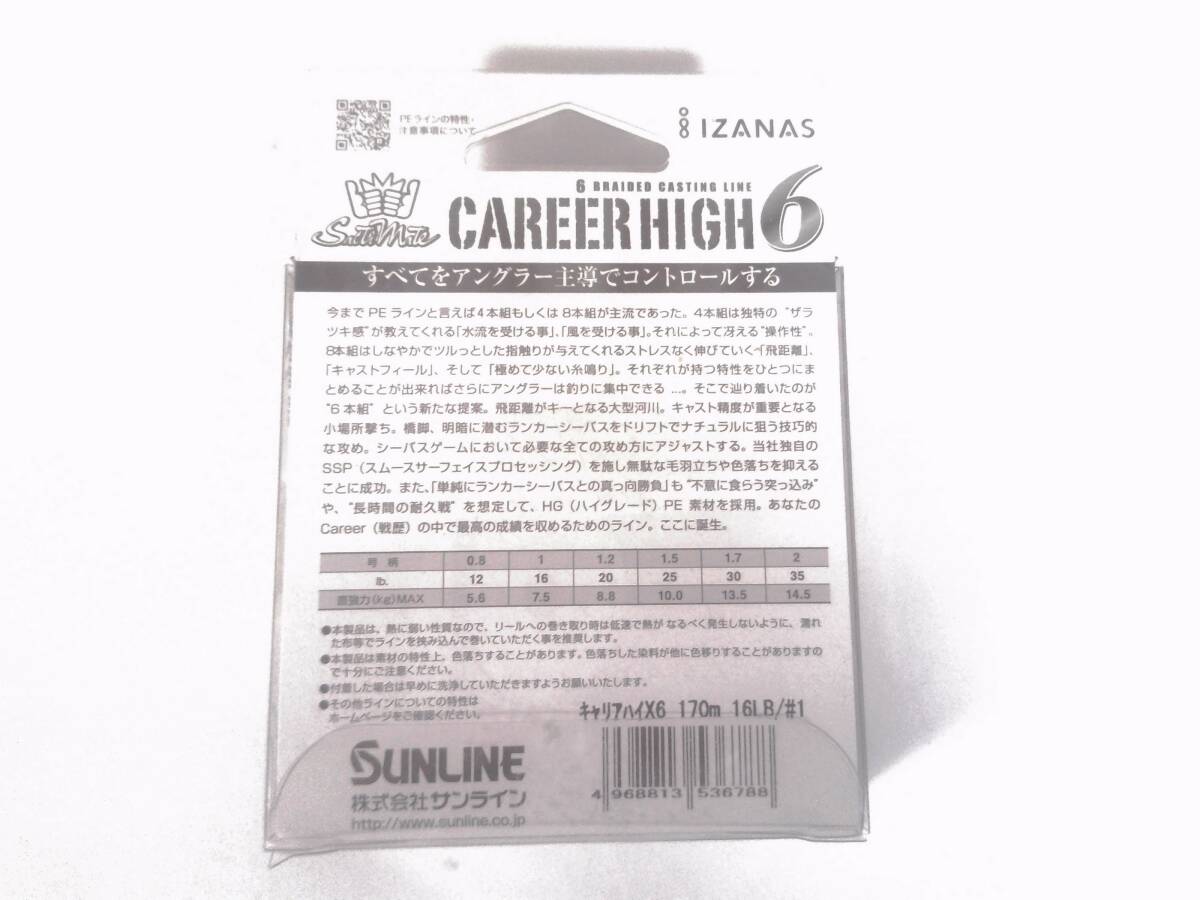 PEラインの特性・
注意事項について
IZANAS
6 BRAIDED CASTING LINE
SaltiMate
CAREER HIGH 6
すべてをアングラー主導でコントロールする
今まで PE ラインと言えば 4 本組もしくは 8 本組が主流であった。4 本組は独特の “ザラ
ツキ感”が教えてくれる「水流を受ける事」、「風を受ける事」。それによって冴える“操作性”。
8本組はしなやかでツルっとした指触りが与えてくれるストレスなく伸びていく「飛距離」、
「キャストフィール」、そして「極めて少ない糸鳴り」。それぞれが持つ特性をひとつにま
とめることが出来ればさらにアングラーは釣りに集中できる …。そこで辿り着いたのが
“6 本組” という新たな提案。飛距離がキーとなる大型河川。キャスト精度が重要となる
小場所撃ち。橋脚、明暗に潜むランカーシーバスをドリフトでナチュラルに狙う技巧的
な攻め。シーバスゲームにおいて必要な全ての攻め方にアジャストする。当社独自の
SSP（スムースサーフェイスプロセッシング）を施し無駄な毛羽立ちや色落ちを抑える
ことに成功。また、「単純にランカーシーバスとの真っ向勝負」も “不意に食らう突っ込み”
や、“長時間の耐久戦” を想定して、HG（ハイグレード）PE 素材を採用。あなたの
Career（戦歴）の中で最高の成績を収めるためのライン。ここに誕生。
号 柄 0.8 1 1.2 1.5 1.7 2
lb. 12 16 20 25 30 35
直強力(kg)MAX 5.6 7.5 8.8 10.0 13.5 14.5
●本製品は、熱に弱い性質なので、リールへの巻き取り時は低速で熱が なるべく発生しないように、濡れ
た布等でラインを挟み込んで巻いていただく事を推奨します。
●本製品は素材の特性上、色落ちすることがあります。色落ちした染料が他に色移りすることがありますの
で十分にご注意ください。
●付着した場合は早めに洗浄していただきますようお願いいたします。
●その他ラインについての特性は
ホームページをご確認ください。
キャリアハイX6 170m 16LB/#1
SUNLINE
株式会社サンライン
http://www.sunline.co.jp
4 968813 536788